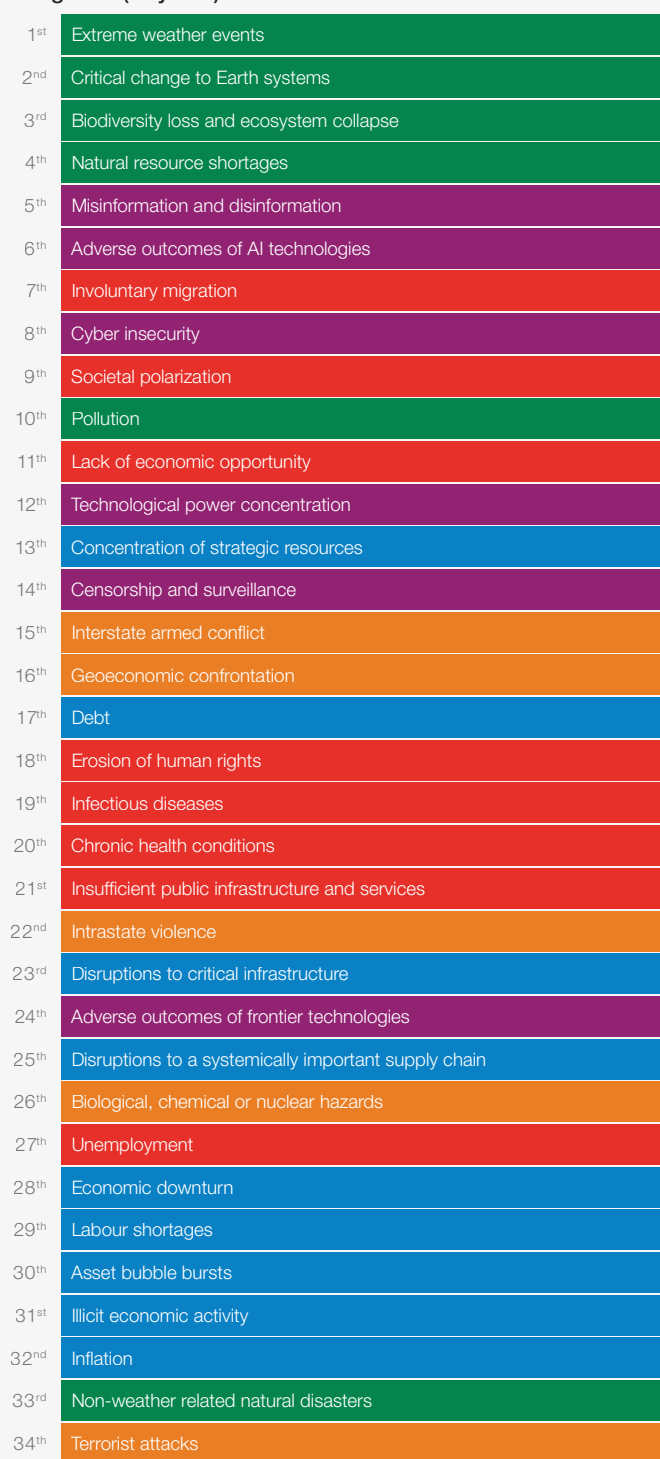 1st Extreme weather events
2nd Critical change to Earth systems
3rd Biodiversity loss and ecosystem collapse
4th Natural resource shortages
5th Misinformation and disinformation
6th Adverse outcomes of AI technologies
7th Involuntary migration
8th Cyber insecurity
9th Societal polarization
10th Pollution
11th Lack of economic opportunity
12th Technological power concentration
13th Concentration of strategic resources
14th Censorship and surveillance
15th Interstate armed conflict
16th Geoeconomic confrontation
17th Debt
18th Erosion of human rights
19th Infectious diseases
20th Chronic health conditions
21st Insufficient public infrastructure and services
22nd Intrastate violence
23rd Disruptions to critical infrastructure
24th Adverse outcomes of frontier technologies
25th Disruptions to a systemically important supply chain
26th Biological, chemical or nuclear hazards
27th Unemployment
28th Economic downturn
29th Labour shortages
30th Asset bubble bursts
31st Illicit economic activity
32nd Inflation
33rd Non-weather related natural disasters
34th Terrorist attacks